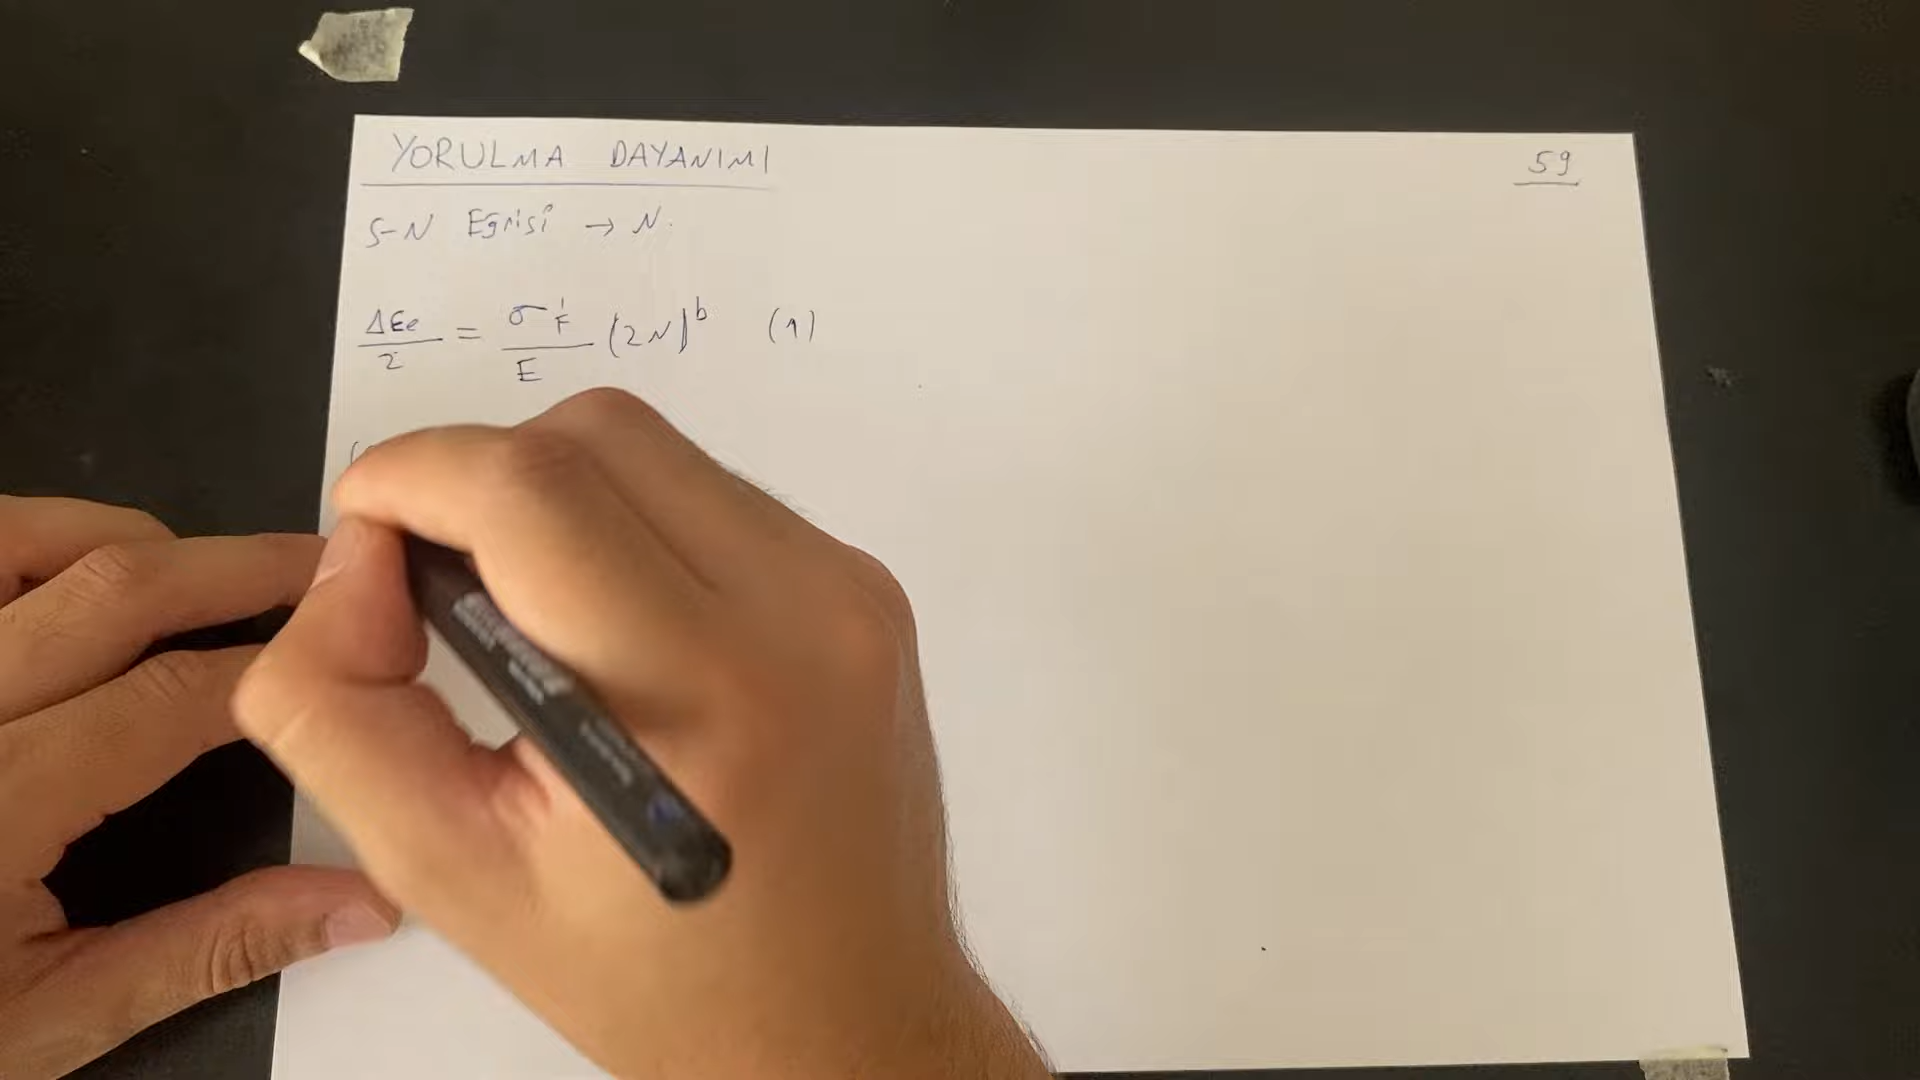 YORULMA DAYANIMI
59
S-N Eğrisi → N.
Δεe/2 = σ'F/E (2N)^b (1)